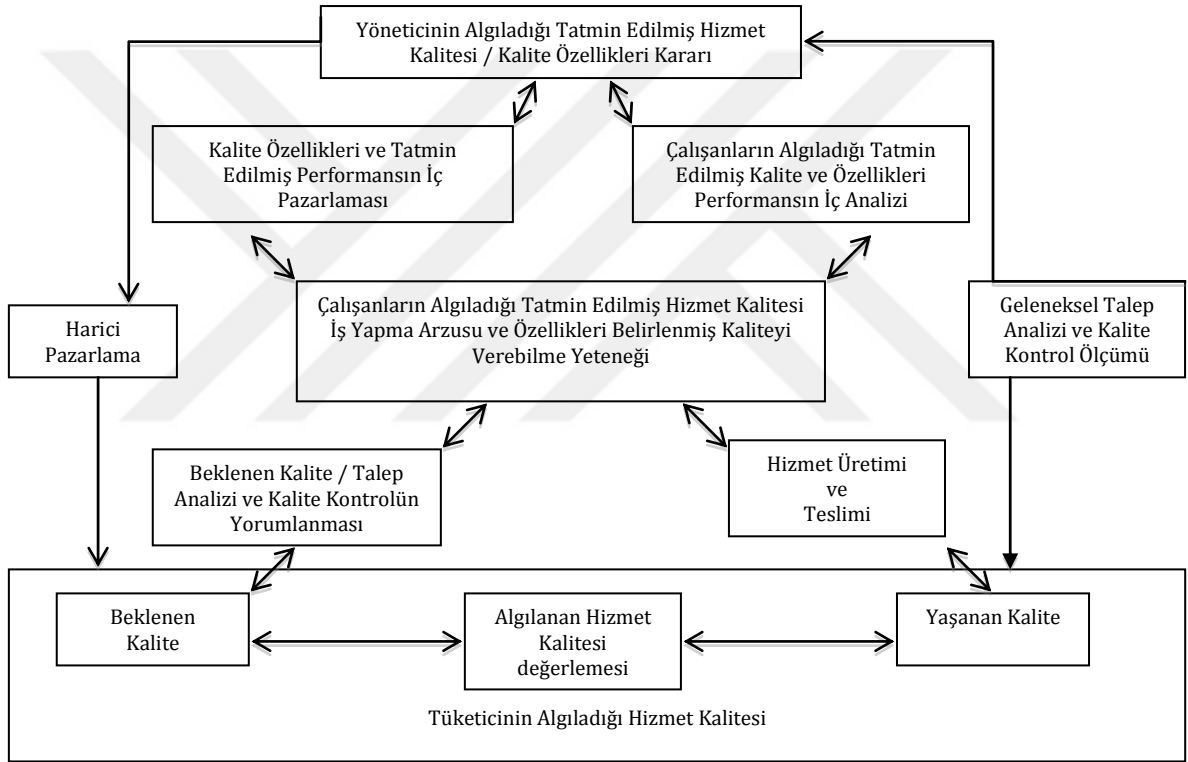 Yöneticinin Algıladığı Tatmin Edilmiş Hizmet
Kalitesi / Kalite Özellikleri Kararı
Kalite Özellikleri ve Tatmin
Edilmiş Performansın İç
Pazarlaması
Çalışanların Algıladığı Tatmin
Edilmiş Kalite ve Özellikleri
Performansın İç Analizi
Harici
Pazarlama
Çalışanların Algıladığı Tatmin Edilmiş Hizmet Kalitesi
İş Yapma Arzusu ve Özellikleri Belirlenmiş Kaliteyi
Verebilme Yeteneği
Geleneksel Talep
Analizi ve Kalite
Kontrol Ölçümü
Beklenen Kalite / Talep
Analizi ve Kalite Kontrolün
Yorumlanması
Hizmet Üretimi
ve
Teslimi
Beklenen
Kalite
Algılanan Hizmet
Kalitesi
değerlemesi
Yaşanan Kalite
Tüketicinin Algıladığı Hizmet Kalitesi